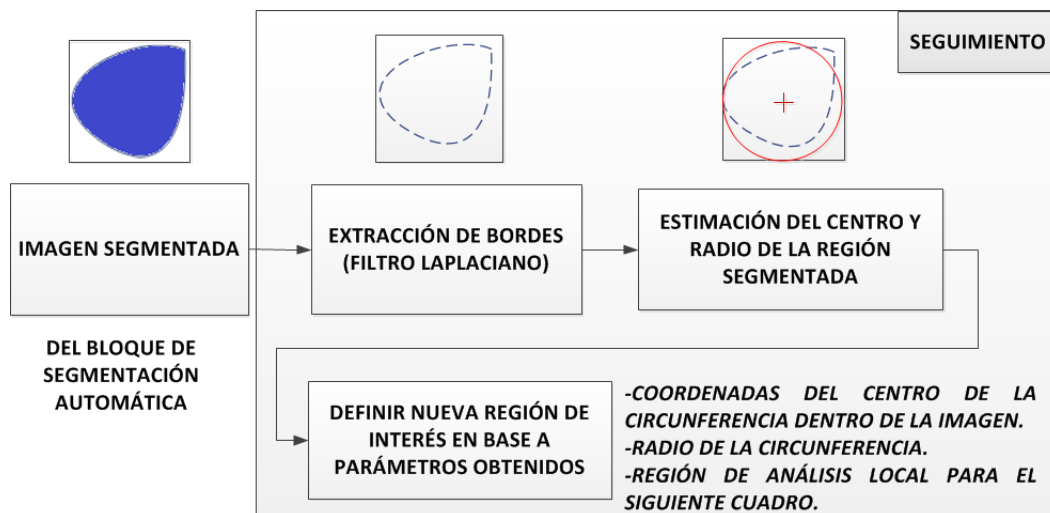 SEGUIMIENTO
IMAGEN SEGMENTADA
EXTRACCIÓN DE BORDES
(FILTRO LAPLACIANO)
ESTIMACIÓN DEL CENTRO Y
RADIO DE LA REGIÓN
SEGMENTADA
DEL BLOQUE DE
SEGMENTACIÓN
AUTOMÁTICA
DEFINIR NUEVA REGIÓN DE
INTERÉS EN BASE A
PARÁMETROS OBTENIDOS
-COORDENADAS DEL CENTRO DE LA
CIRCUNFERENCIA DENTRO DE LA IMAGEN.
-RADIO DE LA CIRCUNFERENCIA.
-REGIÓN DE ANÁLISIS LOCAL PARA EL
SIGUIENTE CUADRO.